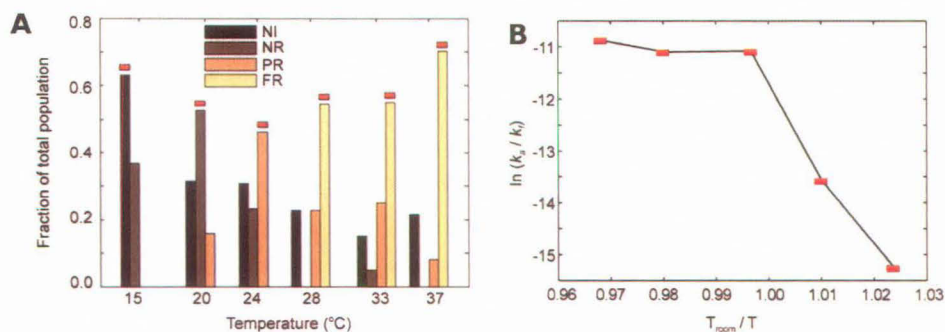 A
0.8
0.6
0.4
0.2
0.0
Fraction of total population
NI
NR
PR
FR
15 20 24 28 33 37
Temperature (°C)
B
-11
-12
-13
-14
-15
ln (kₐ / kᵢ)
0.96 0.97 0.98 0.99 1.00 1.01 1.02 1.03
T_room / T